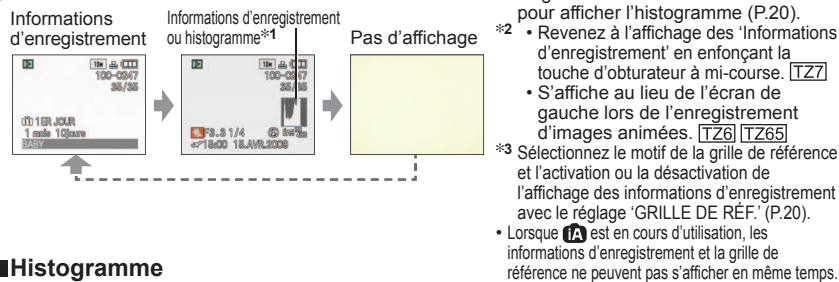 Informations
d'enregistrement
Informations d'enregistrement
ou histogramme*1
Pas d'affichage
10M
100-0247
35/35
1ER JOUR
1 mois 10jours
BABY
10M
100-0247
35/35
F3.3 1/4
15:00 15.AVR.2009
pour afficher l'histogramme (P.20).
*2 • Revenez à l'affichage des 'Informations
d'enregistrement' en enfonçant la
touche d'obturateur à mi-course. TZ7
• S'affiche au lieu de l'écran de
gauche lors de l'enregistrement
d'images animées. TZ6 TZ65
*3 Sélectionnez le motif de la grille de référence
et l'activation ou la désactivation de
l'affichage des informations d'enregistrement
avec le réglage 'GRILLE DE RÉF.' (P.20).
• Lorsque iA est en cours d'utilisation, les
informations d'enregistrement et la grille de
référence ne peuvent pas s'afficher en même temps.
■Histogramme